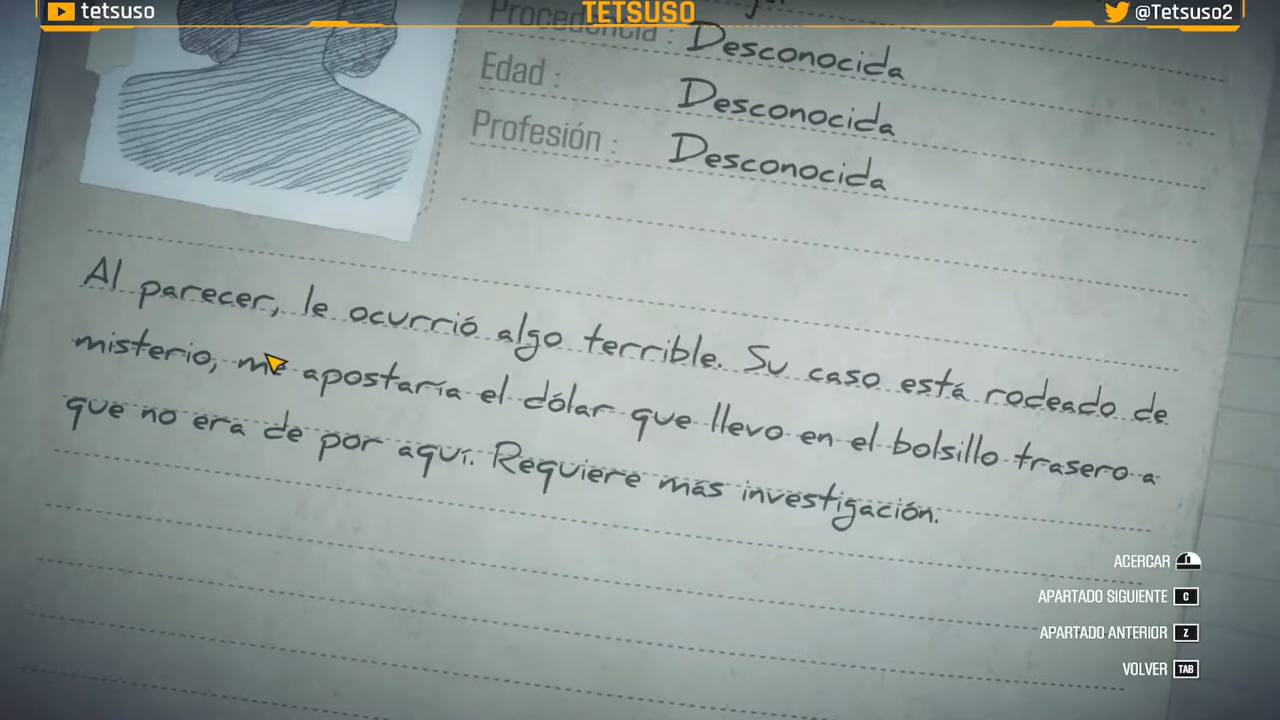 tetsuso
TETSUSO
@Tetsuso2
Procedencia : Desconocida
Edad : Desconocida
Profesión : Desconocida
Al parecer, le ocurrió algo terrible. Su caso está rodeado de
misterio, me apostaría el dólar que llevo en el bolsillo trasero a
que no era de por aquí. Requiere más investigación.
ACERCAR
APARTADO SIGUIENTE C
APARTADO ANTERIOR Z
VOLVER TAB